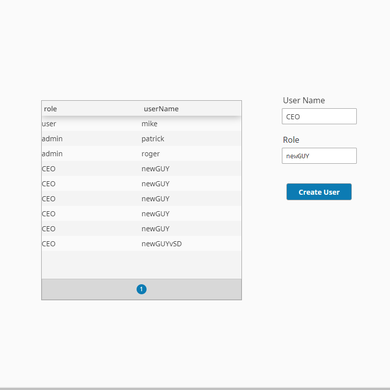 role userName
user mike
admin patrick
admin roger
CEO newGUY
CEO newGUY
CEO newGUY
CEO newGUY
CEO newGUY
CEO newGUYvSD
1
User Name
CEO
Role
newGUY
Create User